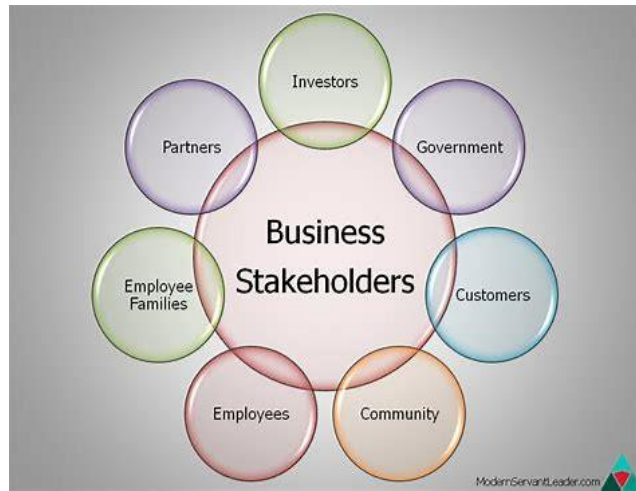 Investors
Partners
Government
Business
Stakeholders
Employee
Families
Customers
Employees
Community
ModernServantLeader.com